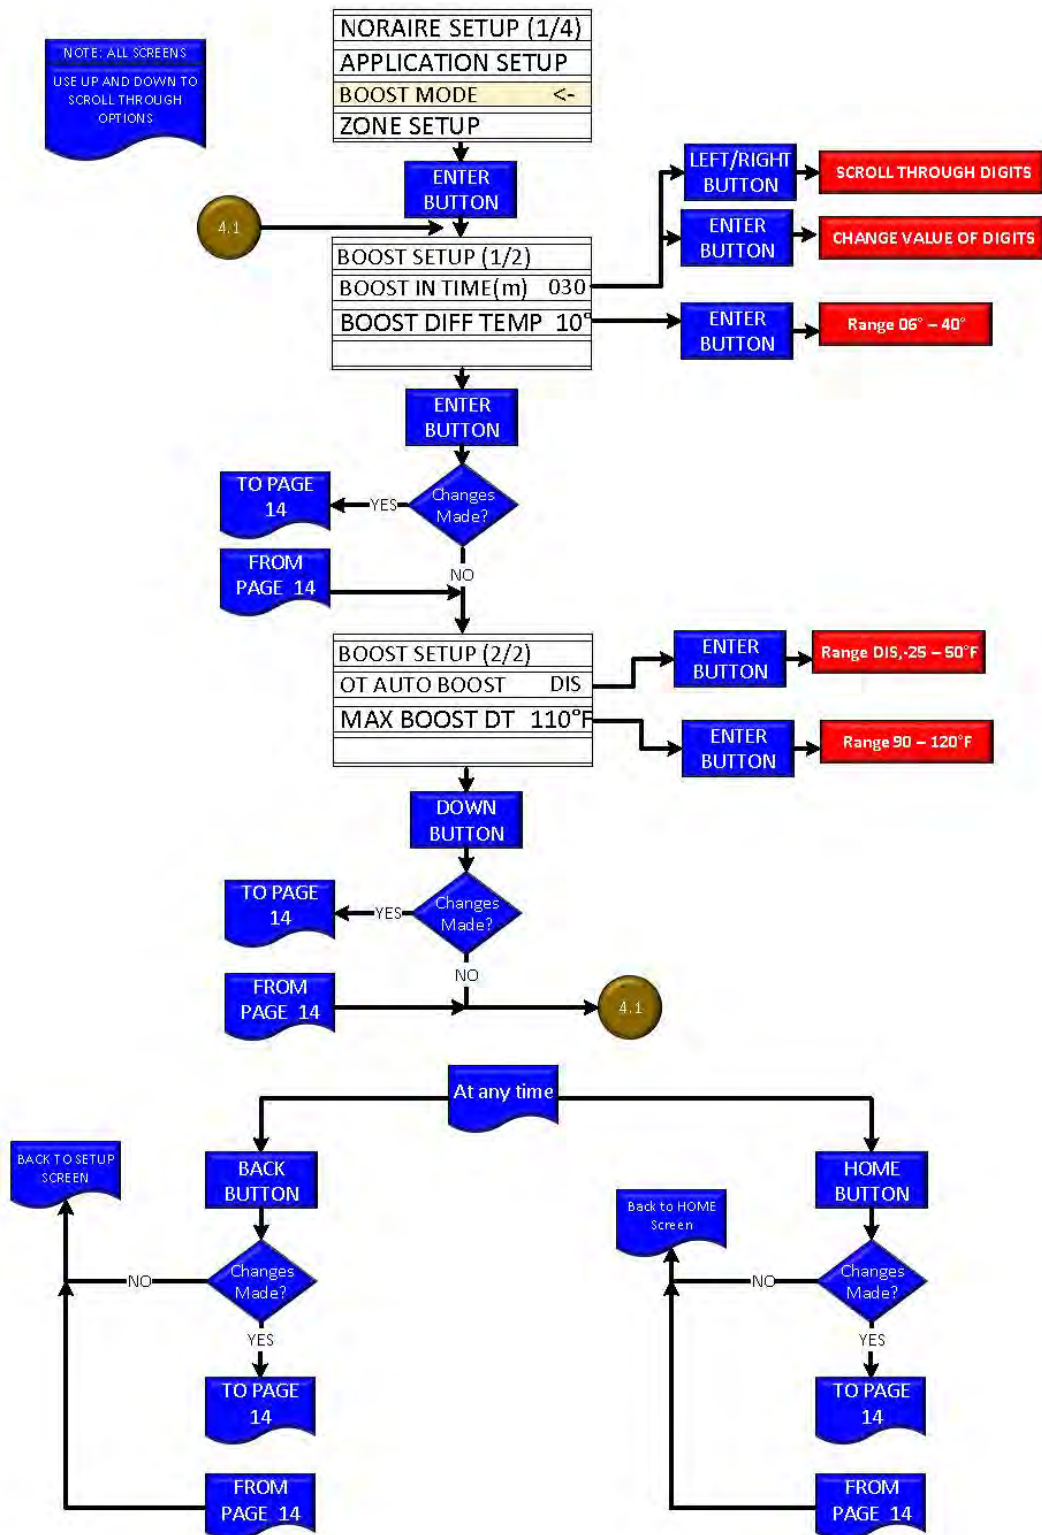 NORAIRE SETUP (1/4)
APPLICATION SETUP
BOOST MODE <-
ZONE SETUP
NOTE: ALL SCREENS
USE UP AND DOWN TO
SCROLL THROUGH
OPTIONS
ENTER
BUTTON
4.1
LEFT/RIGHT
BUTTON
SCROLL THROUGH DIGITS
ENTER
BUTTON
CHANGE VALUE OF DIGITS
BOOST SETUP (1/2)
BOOST IN TIME(m) 030
BOOST DIFF TEMP 10°
ENTER
BUTTON
Range 06° – 40°
ENTER
BUTTON
Changes
Made?
YES
TO PAGE
14
NO
FROM
PAGE 14
BOOST SETUP (2/2)
OT AUTO BOOST DIS
MAX BOOST DT 110°F
ENTER
BUTTON
Range DIS,-25 – 50°F
ENTER
BUTTON
Range 90 – 120°F
DOWN
BUTTON
Changes
Made?
YES
TO PAGE
14
NO
FROM
PAGE 14
4.1
At any time
BACK TO SETUP
SCREEN
BACK
BUTTON
Changes
Made?
NO
YES
TO PAGE
14
FROM
PAGE 14
Back to HOME
Screen
HOME
BUTTON
Changes
Made?
NO
YES
TO PAGE
14
FROM
PAGE 14